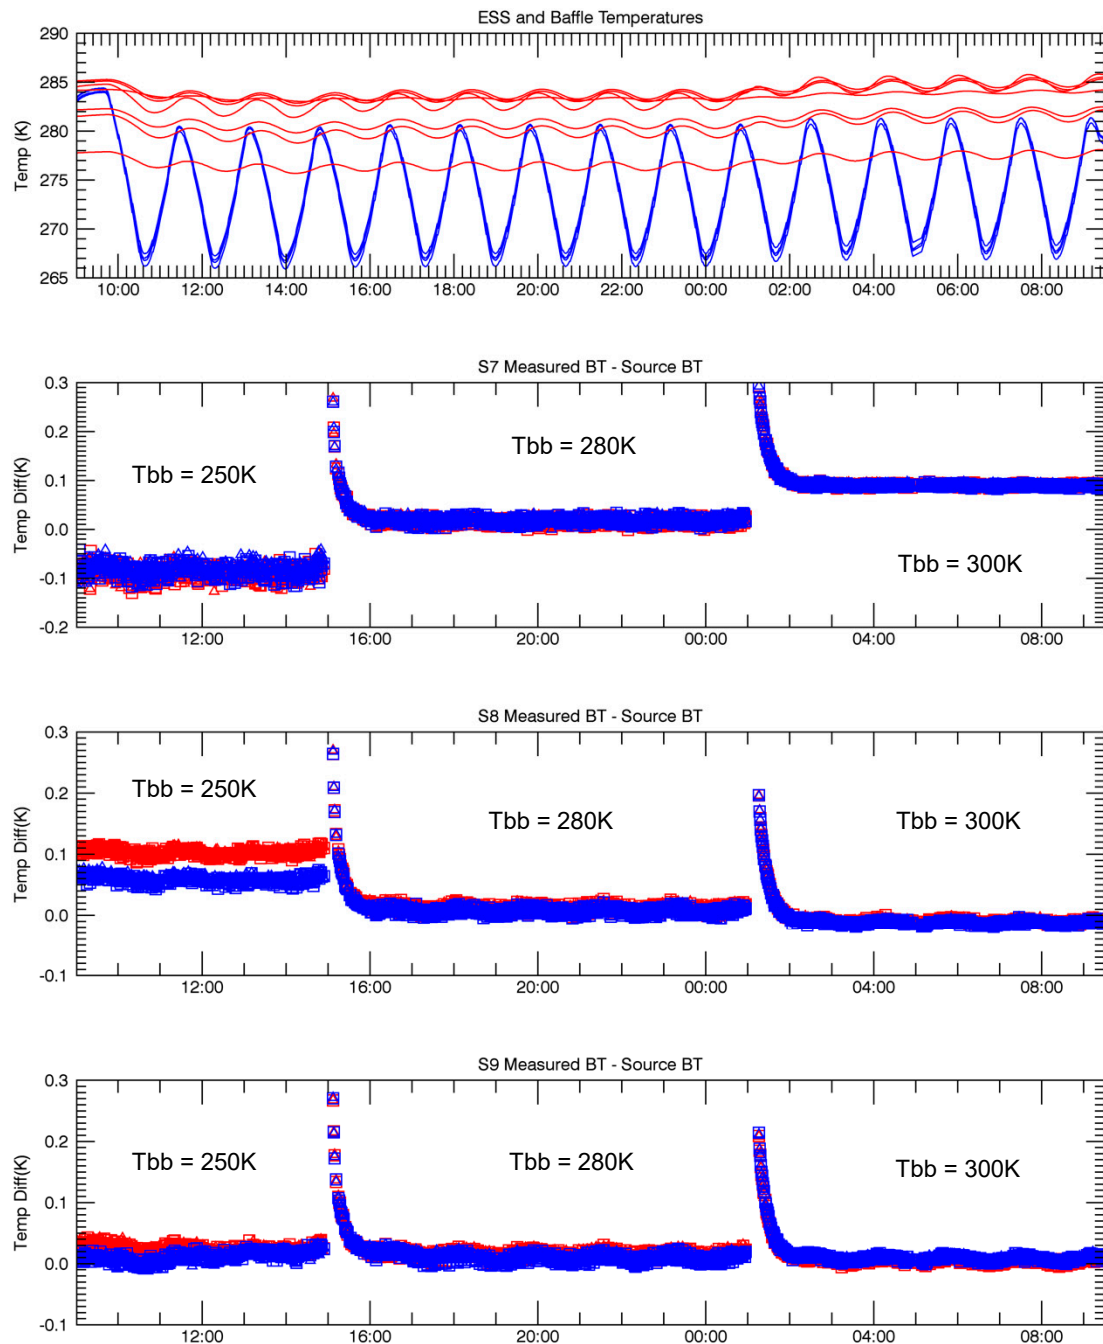 ESS and Baffle Temperatures
290
285
280
275
270
265
Temp (K)
10:00 12:00 14:00 16:00 18:00 20:00 22:00 00:00 02:00 04:00 06:00 08:00
S7 Measured BT - Source BT
0.3
0.2
0.1
0.0
-0.1
-0.2
Temp Diff(K)
Tbb = 250K
Tbb = 280K
Tbb = 300K
12:00 16:00 20:00 00:00 04:00 08:00
S8 Measured BT - Source BT
0.3
0.2
0.1
0.0
-0.1
Temp Diff(K)
Tbb = 250K
Tbb = 280K
Tbb = 300K
12:00 16:00 20:00 00:00 04:00 08:00
S9 Measured BT - Source BT
0.3
0.2
0.1
0.0
-0.1
Temp Diff(K)
Tbb = 250K
Tbb = 280K
Tbb = 300K
12:00 16:00 20:00 00:00 04:00 08:00